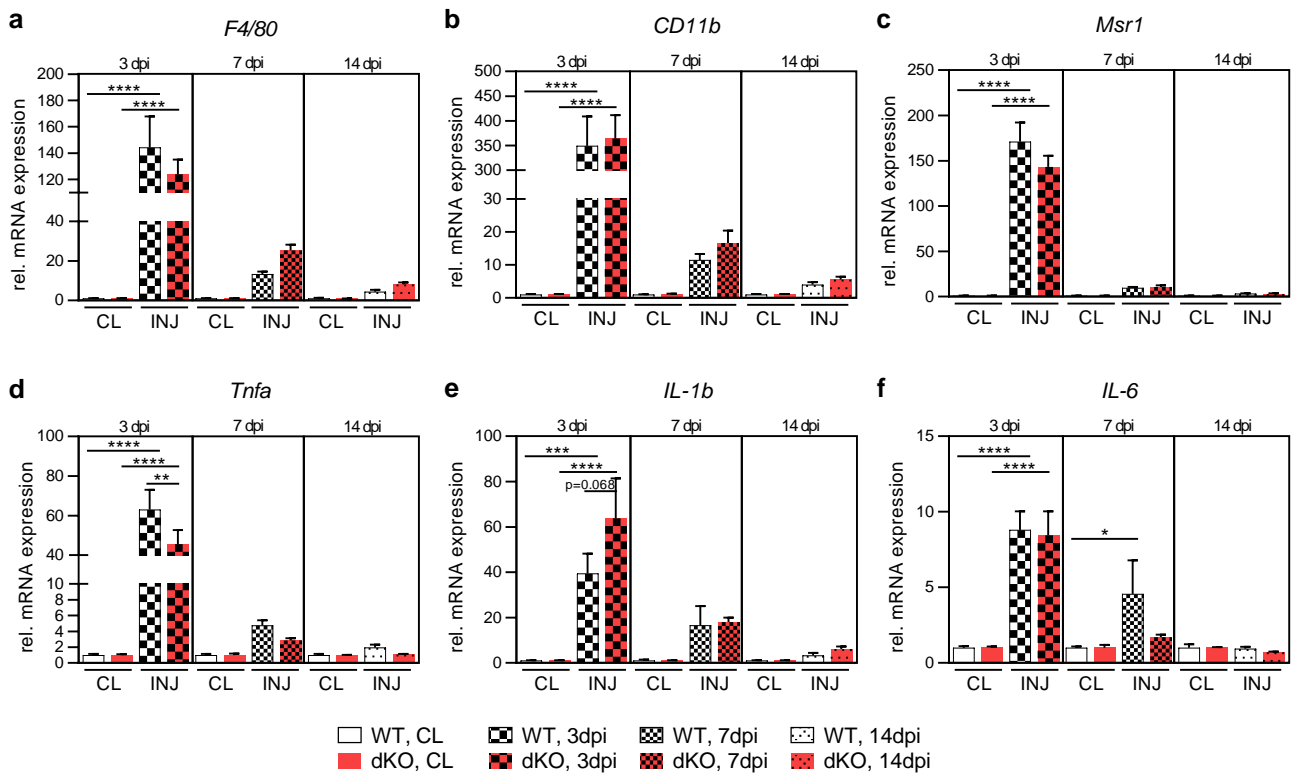 a
F4/80
3 dpi 7 dpi 14 dpi
rel. mRNA expression
200
180
160
140
120
40
20
0
****
****
CL INJ CL INJ CL INJ
b
CD11b
3 dpi 7 dpi 14 dpi
rel. mRNA expression
500
450
400
350
300
30
20
10
0
****
****
CL INJ CL INJ CL INJ
c
Msr1
3 dpi 7 dpi 14 dpi
rel. mRNA expression
250
200
150
100
50
0
****
****
CL INJ CL INJ CL INJ
d
Tnfa
3 dpi 7 dpi 14 dpi
rel. mRNA expression
100
80
60
40
10
8
6
4
2
0
****
****
**
CL INJ CL INJ CL INJ
e
IL-1b
3 dpi 7 dpi 14 dpi
rel. mRNA expression
100
80
60
40
20
0
***
****
p=0.068
CL INJ CL INJ CL INJ
f
IL-6
3 dpi 7 dpi 14 dpi
rel. mRNA expression
15
10
5
0
****
****
*
CL INJ CL INJ CL INJ
WT, CL WT, 3dpi WT, 7dpi WT, 14dpi
dKO, CL dKO, 3dpi dKO, 7dpi dKO, 14dpi